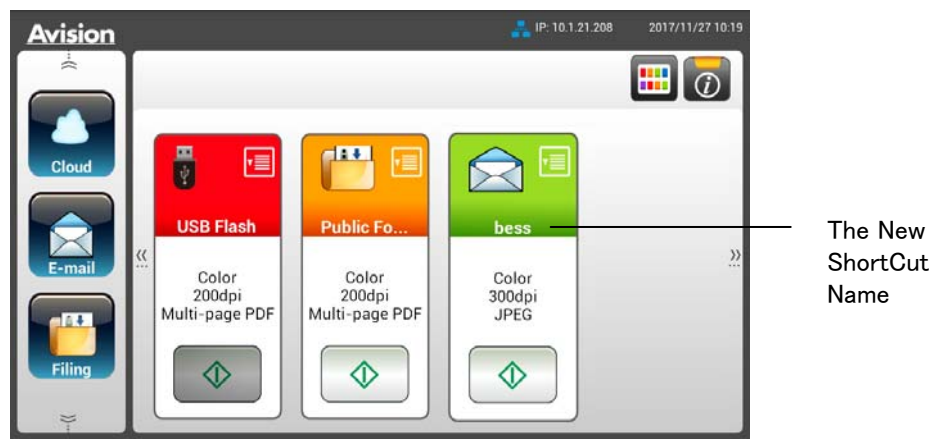 Avision
IP: 10.1.21.208
2017/11/27 10:19
Cloud
E-mail
Filing
USB Flash
Color
200dpi
Multi-page PDF
Public Fo...
Color
200dpi
Multi-page PDF
bess
Color
300dpi
JPEG
The New
ShortCut
Name